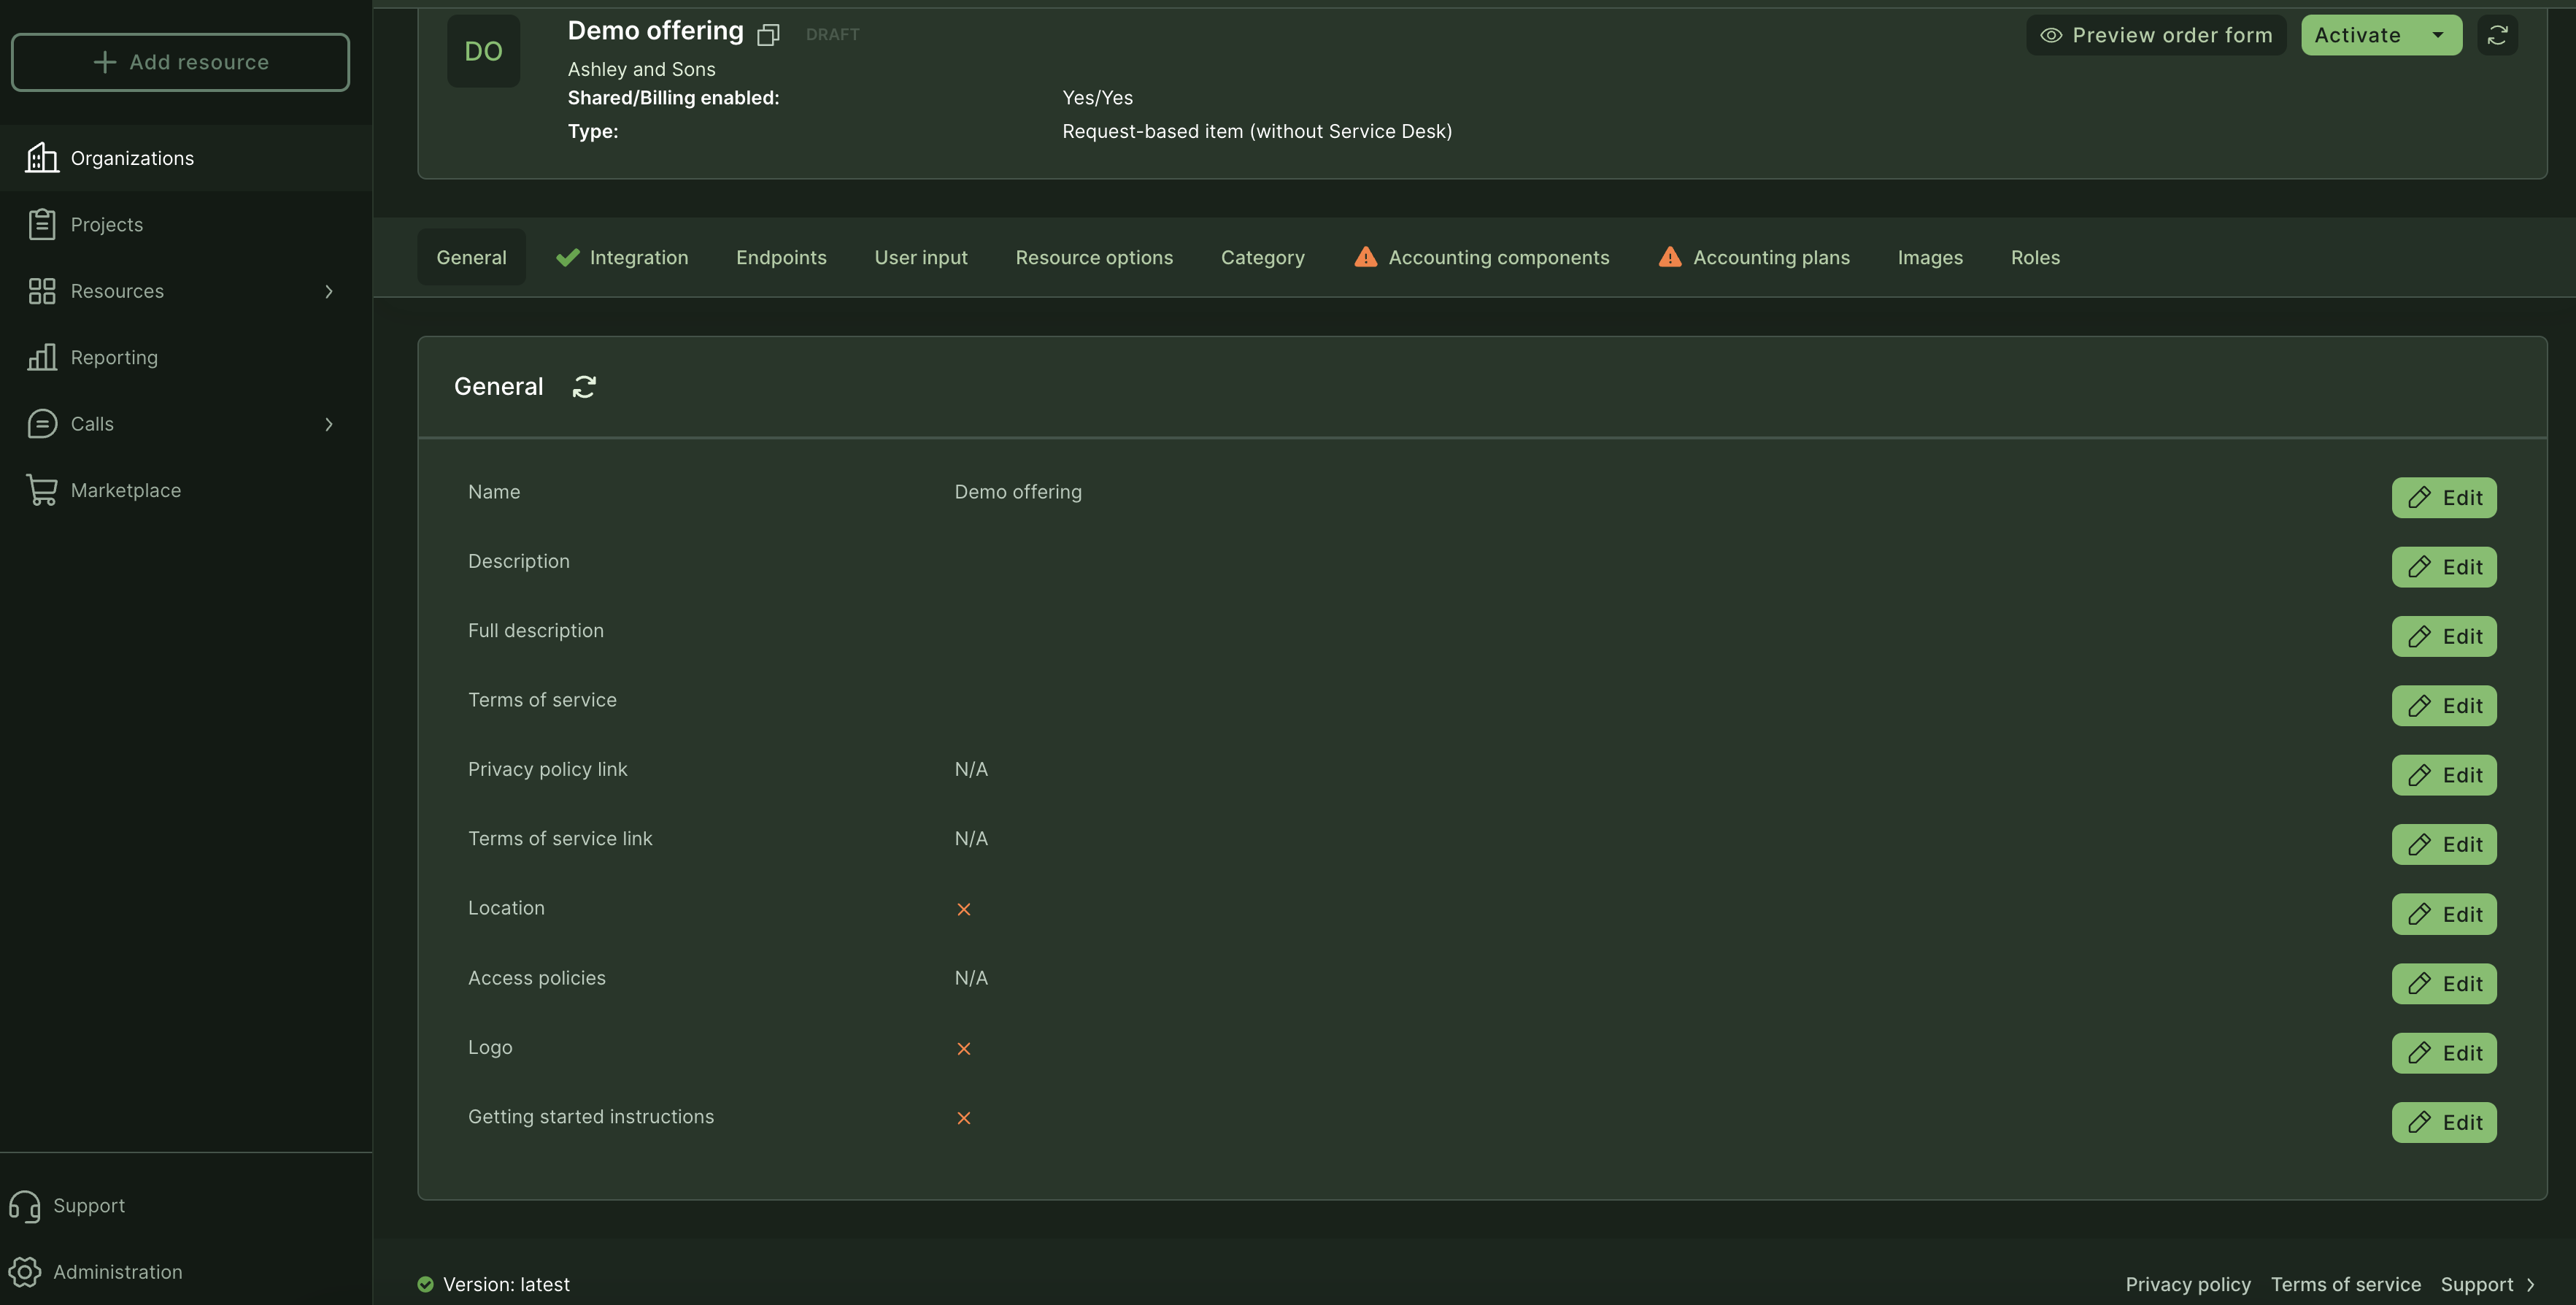 Add resource
Organizations
Projects
Resources
Reporting
Calls
Marketplace
Support
Administration
DO
Demo offering DRAFT
Ashley and Sons
Shared/Billing enabled: Yes/Yes
Type: Request-based item (without Service Desk)
Preview order form
Activate
General Integration Endpoints User input Resource options Category Accounting components Accounting plans Images Roles
General
Name Demo offering Edit
Description Edit
Full description Edit
Terms of service Edit
Privacy policy link N/A Edit
Terms of service link N/A Edit
Location Edit
Access policies N/A Edit
Logo Edit
Getting started instructions Edit
Version: latest
Privacy policy Terms of service Support